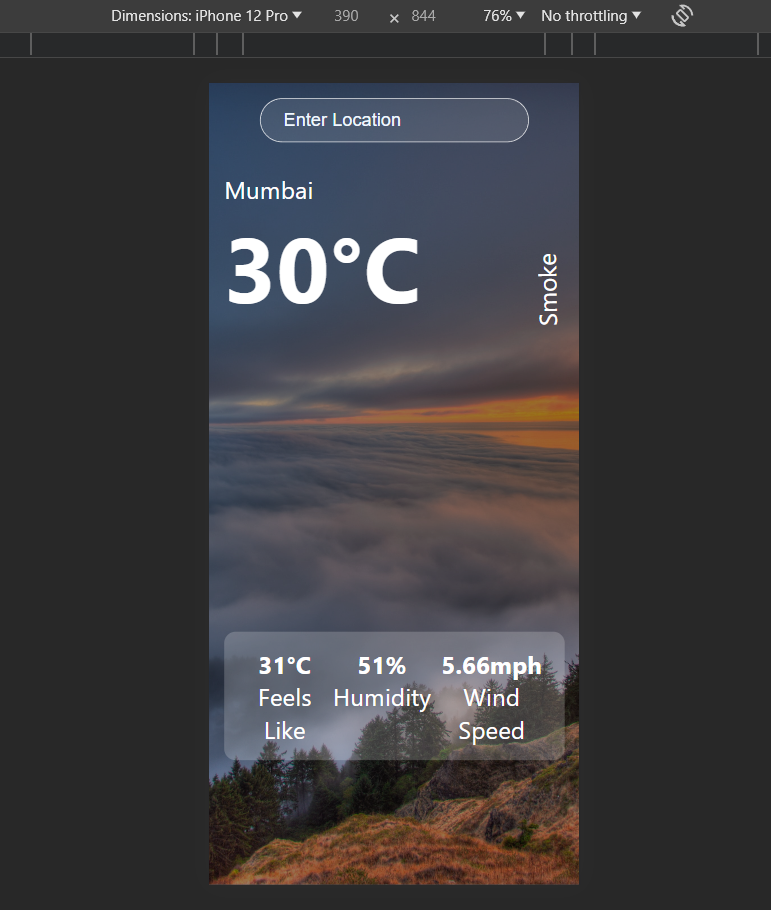 Dimensions: iPhone 12 Pro ▼ 390 × 844 76% ▼ No throttling ▼
Enter Location
Mumbai
30°C
Smoke
31°C 51% 5.66mph
Feels Humidity Wind
Like Speed